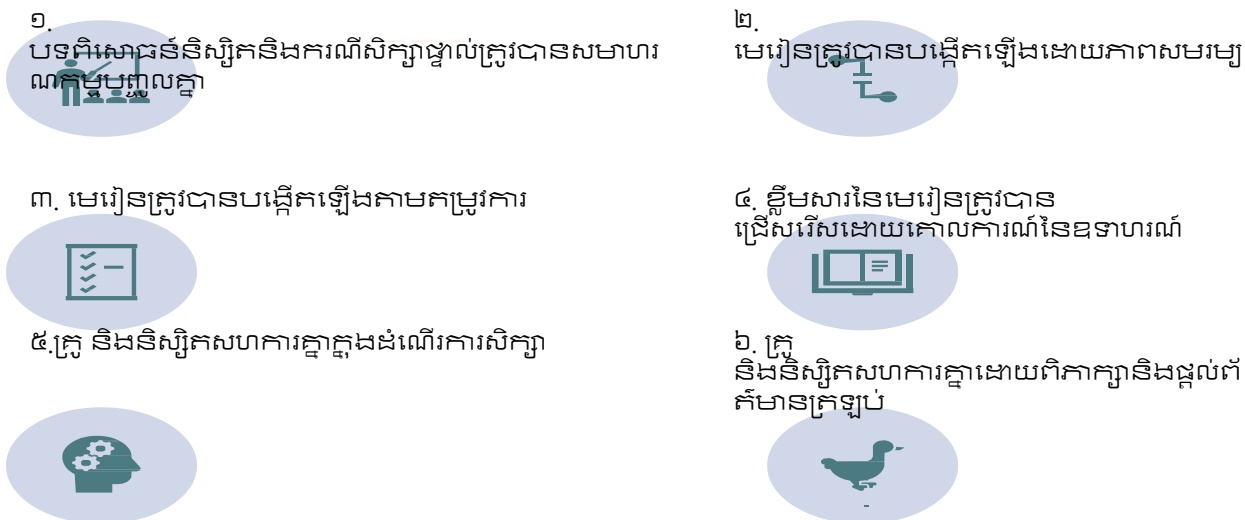 ១.
បទពិសោធន៍និស្សិតនិងករណីសិក្សាផ្ទាល់ត្រូវបានសមាហរ
ណកម្មបញ្ចូលគ្នា
២.
មេរៀនត្រូវបានបង្កើតឡើងដោយភាពសមរម្យ
៣. មេរៀនត្រូវបានបង្កើតឡើងតាមតម្រូវការ
៤. ខ្លឹមសារនៃមេរៀនត្រូវបាន
ជ្រើសរើសដោយគោលការណ៍នៃឧទាហរណ៍
៥.គ្រូ និងនិស្សិតសហការគ្នាក្នុងដំណើរការសិក្សា
៦. គ្រូ
និងនិស្សិតសហការគ្នាដោយពិភាក្សានិងផ្តល់ព័
ត៌មានត្រឡប់